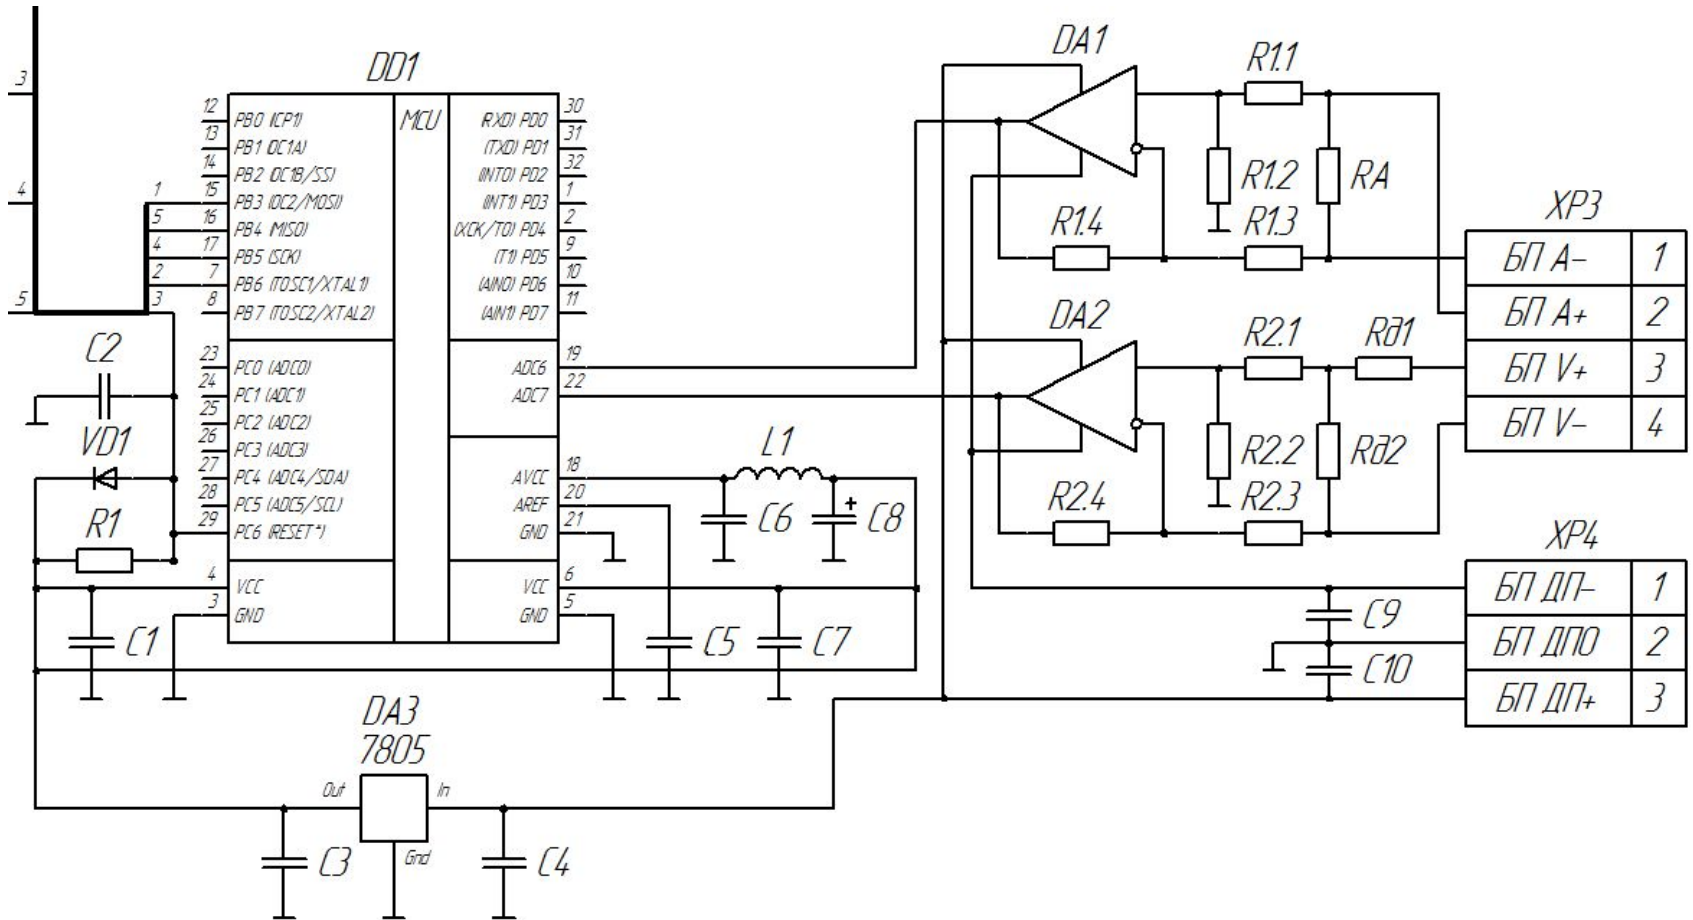 DD1
MCU
3
4
5
12 PB0 (ICP1)
13 PB1 (OC1A)
14 PB2 (OC1B/SS)
1 15 PB3 (OC2/MOSI)
5 16 PB4 (MISO)
4 17 PB5 (SCK)
2 7 PB6 (TOSC1/XTAL1)
3 8 PB7 (TOSC2/XTAL2)
23 PC0 (ADC0)
24 PC1 (ADC1)
25 PC2 (ADC2)
26 PC3 (ADC3)
27 PC4 (ADC4/SDA)
28 PC5 (ADC5/SCL)
29 PC6 (RESET*)
4 VCC
3 GND
(RXD) PD0 30
(TXD) PD1 31
(INT0) PD2 32
(INT1) PD3 1
(XCK/T0) PD4 2
(T1) PD5 9
(AIN0) PD6 10
(AIN1) PD7 11
ADC6 19
ADC7 22
AVCC 18
AREF 20
GND 21
VCC 6
GND 5
C2
VD1
R1
C1
L1
C6
+ C8
C5
C7
DA1
R1.1
R1.2
RA
R1.4
R1.3
DA2
R2.1
Rд1
R2.2
Rд2
R2.4
R2.3
XP3
БП А- 1
БП А+ 2
БП V+ 3
БП V- 4
XP4
БП ДП- 1
БП ДП0 2
БП ДП+ 3
C9
C10
DA3
7805
Out
In
Gnd
C3
C4